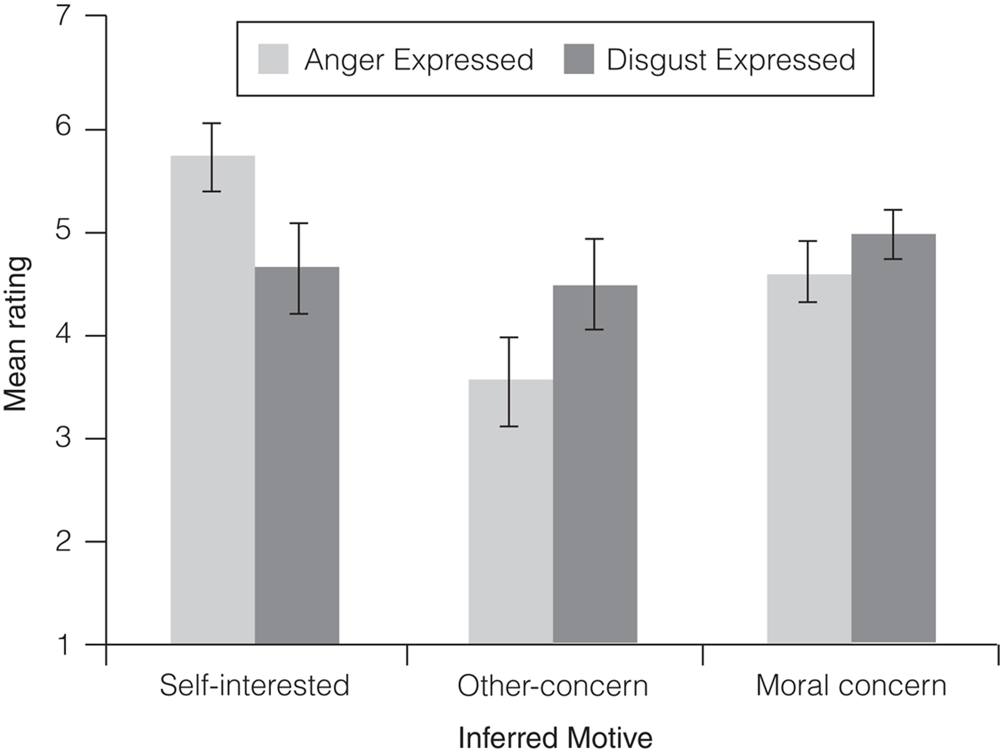 7
Anger Expressed Disgust Expressed
6
5
4
3
2
1
Mean rating
Self-interested Other-concern Moral concern
Inferred Motive